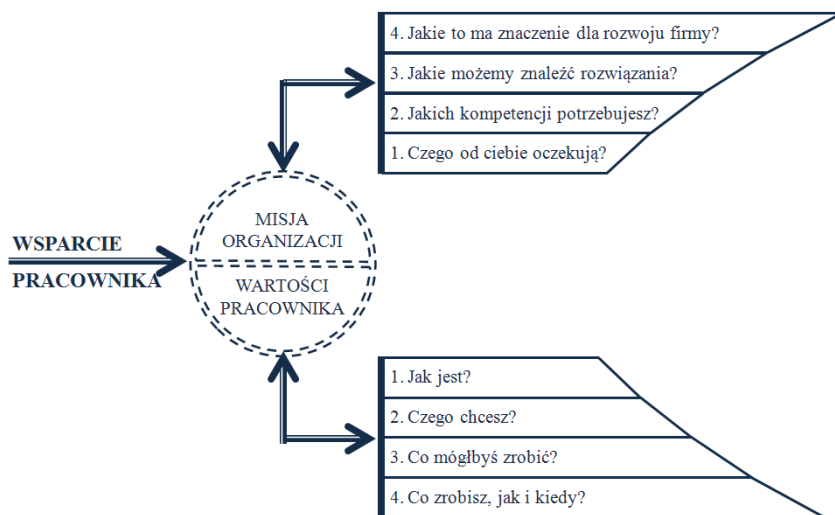 4. Jakie to ma znaczenie dla rozwoju firmy?
3. Jakie możemy znaleźć rozwiązania?
2. Jakich kompetencji potrzebujesz?
1. Czego od ciebie oczekują?
MISJA
ORGANIZACJI
WSPARCIE
PRACOWNIKA
WARTOŚCI
PRACOWNIKA
1. Jak jest?
2. Czego chcesz?
3. Co mógłbyś zrobić?
4. Co zrobisz, jak i kiedy?